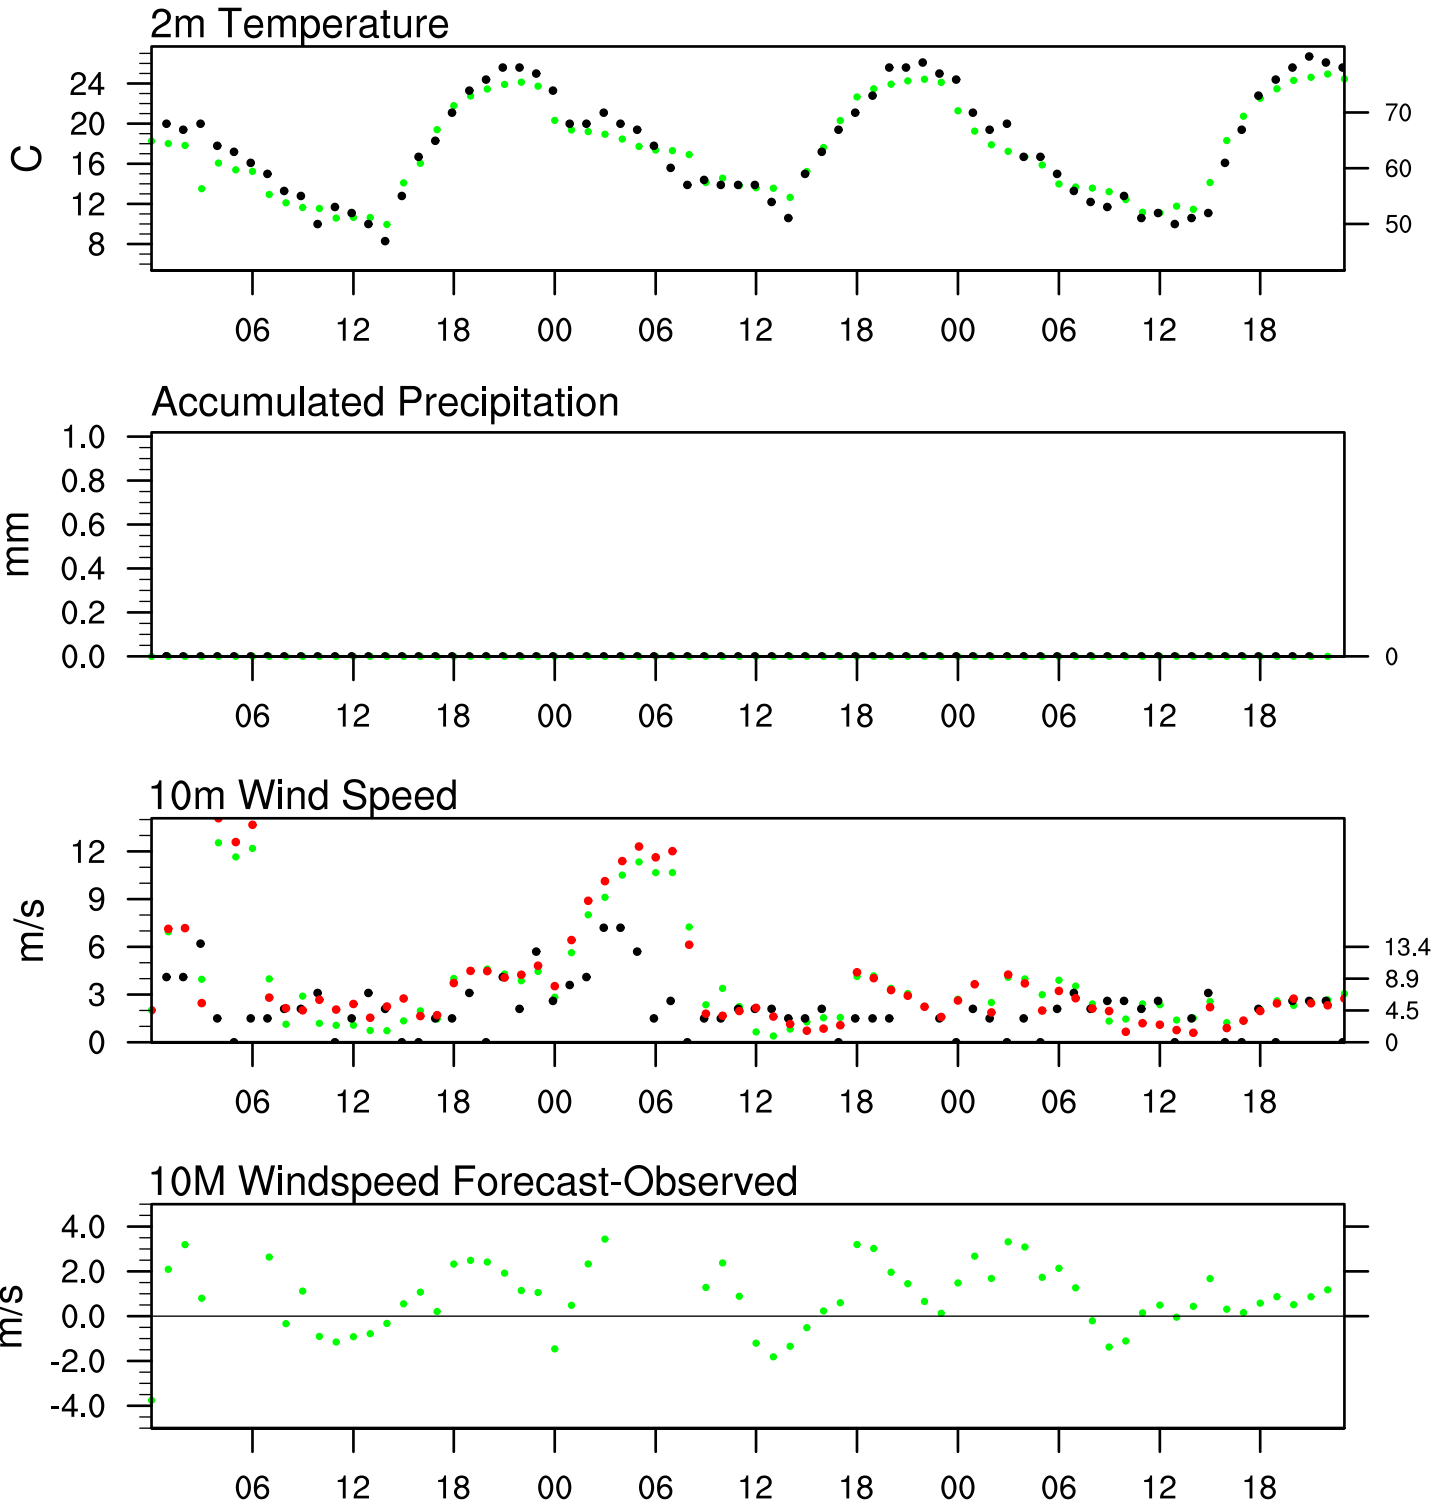 2m Temperature
C
24
20
16
12
8
70
60
50
06 12 18 00 06 12 18 00 06 12 18
Accumulated Precipitation
mm
1.0
0.8
0.6
0.4
0.2
0.0
0
06 12 18 00 06 12 18 00 06 12 18
10m Wind Speed
m/s
12
9
6
3
0
13.4
8.9
4.5
0
06 12 18 00 06 12 18 00 06 12 18
10M Windspeed Forecast-Observed
m/s
4.0
2.0
0.0
-2.0
-4.0
06 12 18 00 06 12 18 00 06 12 18